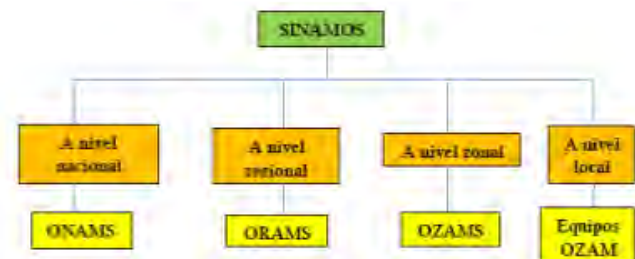 SINAMOS
A nivel
nacional
A nivel
regional
A nivel zonal
A nivel
local
ONAMS
ORAMS
OZAMS
Equipos
OZAM